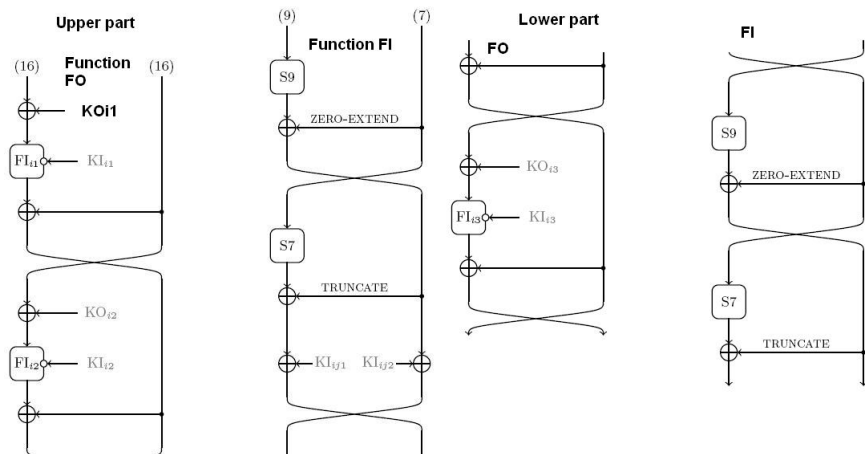 Upper part
(16)
Function
FO
(16)
KOi1
FIi1
KIi1
KOi2
FIi2
KIi2
(9)
Function FI
(7)
S9
ZERO-EXTEND
S7
TRUNCATE
KIij1
KIij2
Lower part
FO
KOi3
FIi3
KIi3
FI
S9
ZERO-EXTEND
S7
TRUNCATE